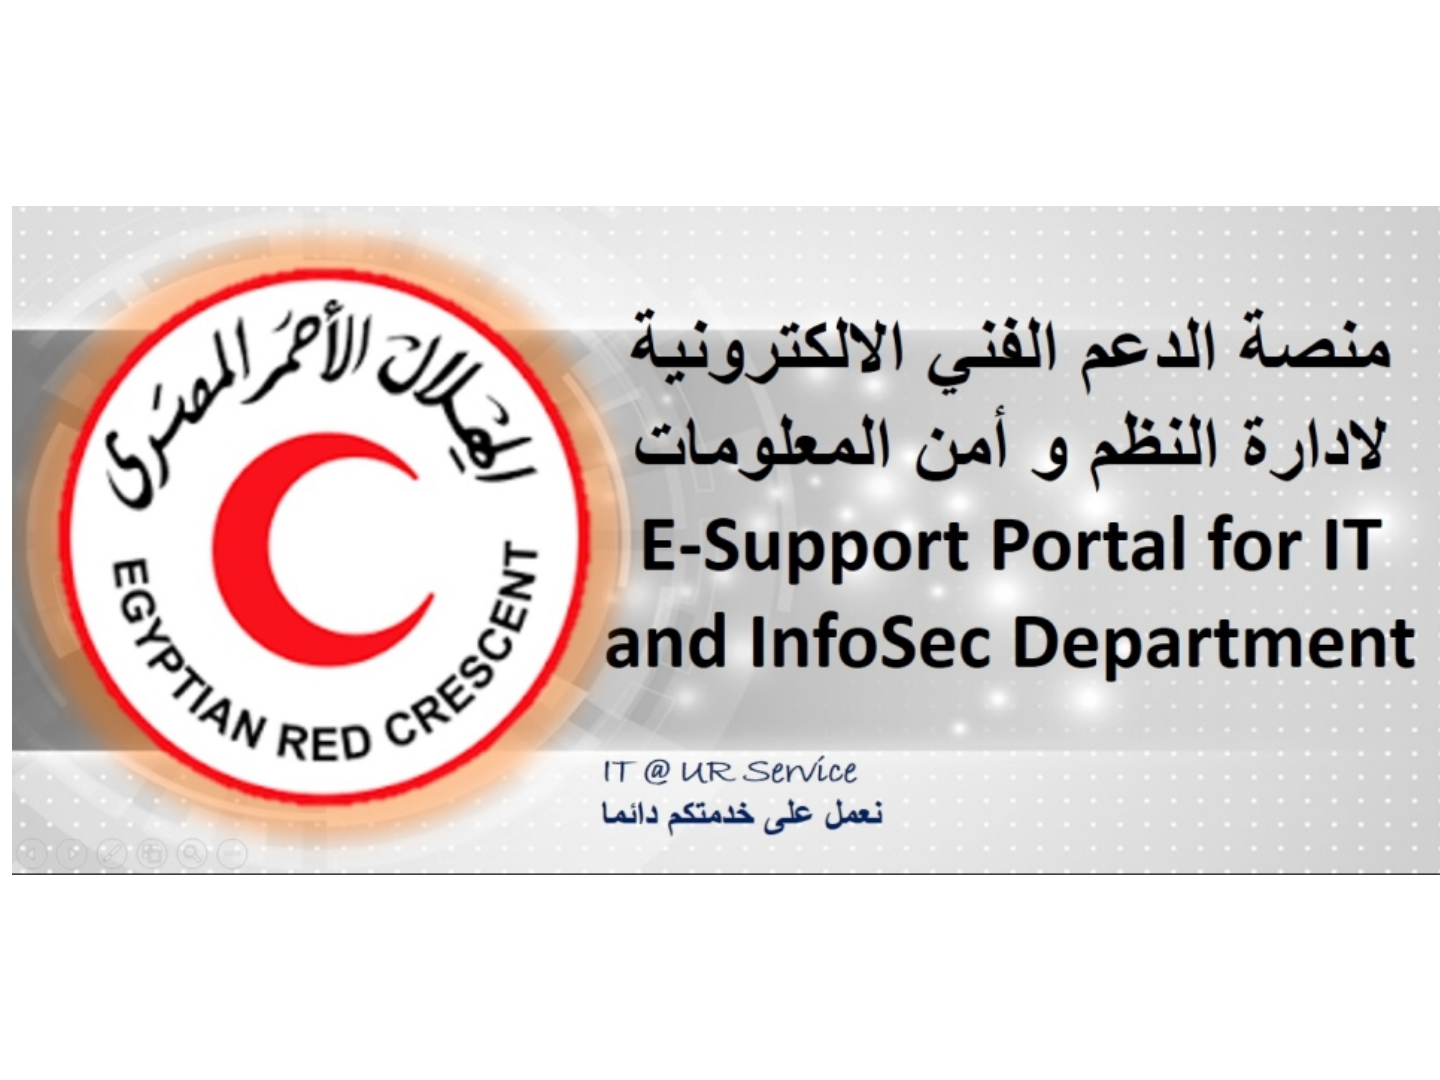 الهلال الأحمر المصرى
EGYPTIAN RED CRESCENT
منصة الدعم الفني الالكترونية
لادارة النظم و أمن المعلومات
E-Support Portal for IT
and InfoSec Department
IT @ UR Service
نعمل على خدمتكم دائما